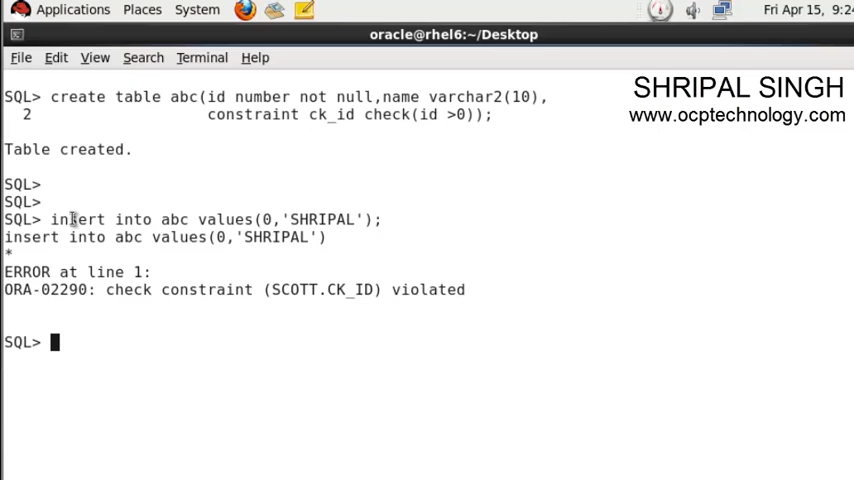 Applications Places System Fri Apr 15, 9:24
oracle@rhel6:~/Desktop
File Edit View Search Terminal Help
SHRIPAL SINGH
www.ocptechnology.com
SQL> create table abc(id number not null,name varchar2(10),
2 constraint ck_id check(id >0));
Table created.
SQL>
SQL>
SQL> insert into abc values(0,'SHRIPAL');
insert into abc values(0,'SHRIPAL')
*
ERROR at line 1:
ORA-02290: check constraint (SCOTT.CK_ID) violated
SQL>